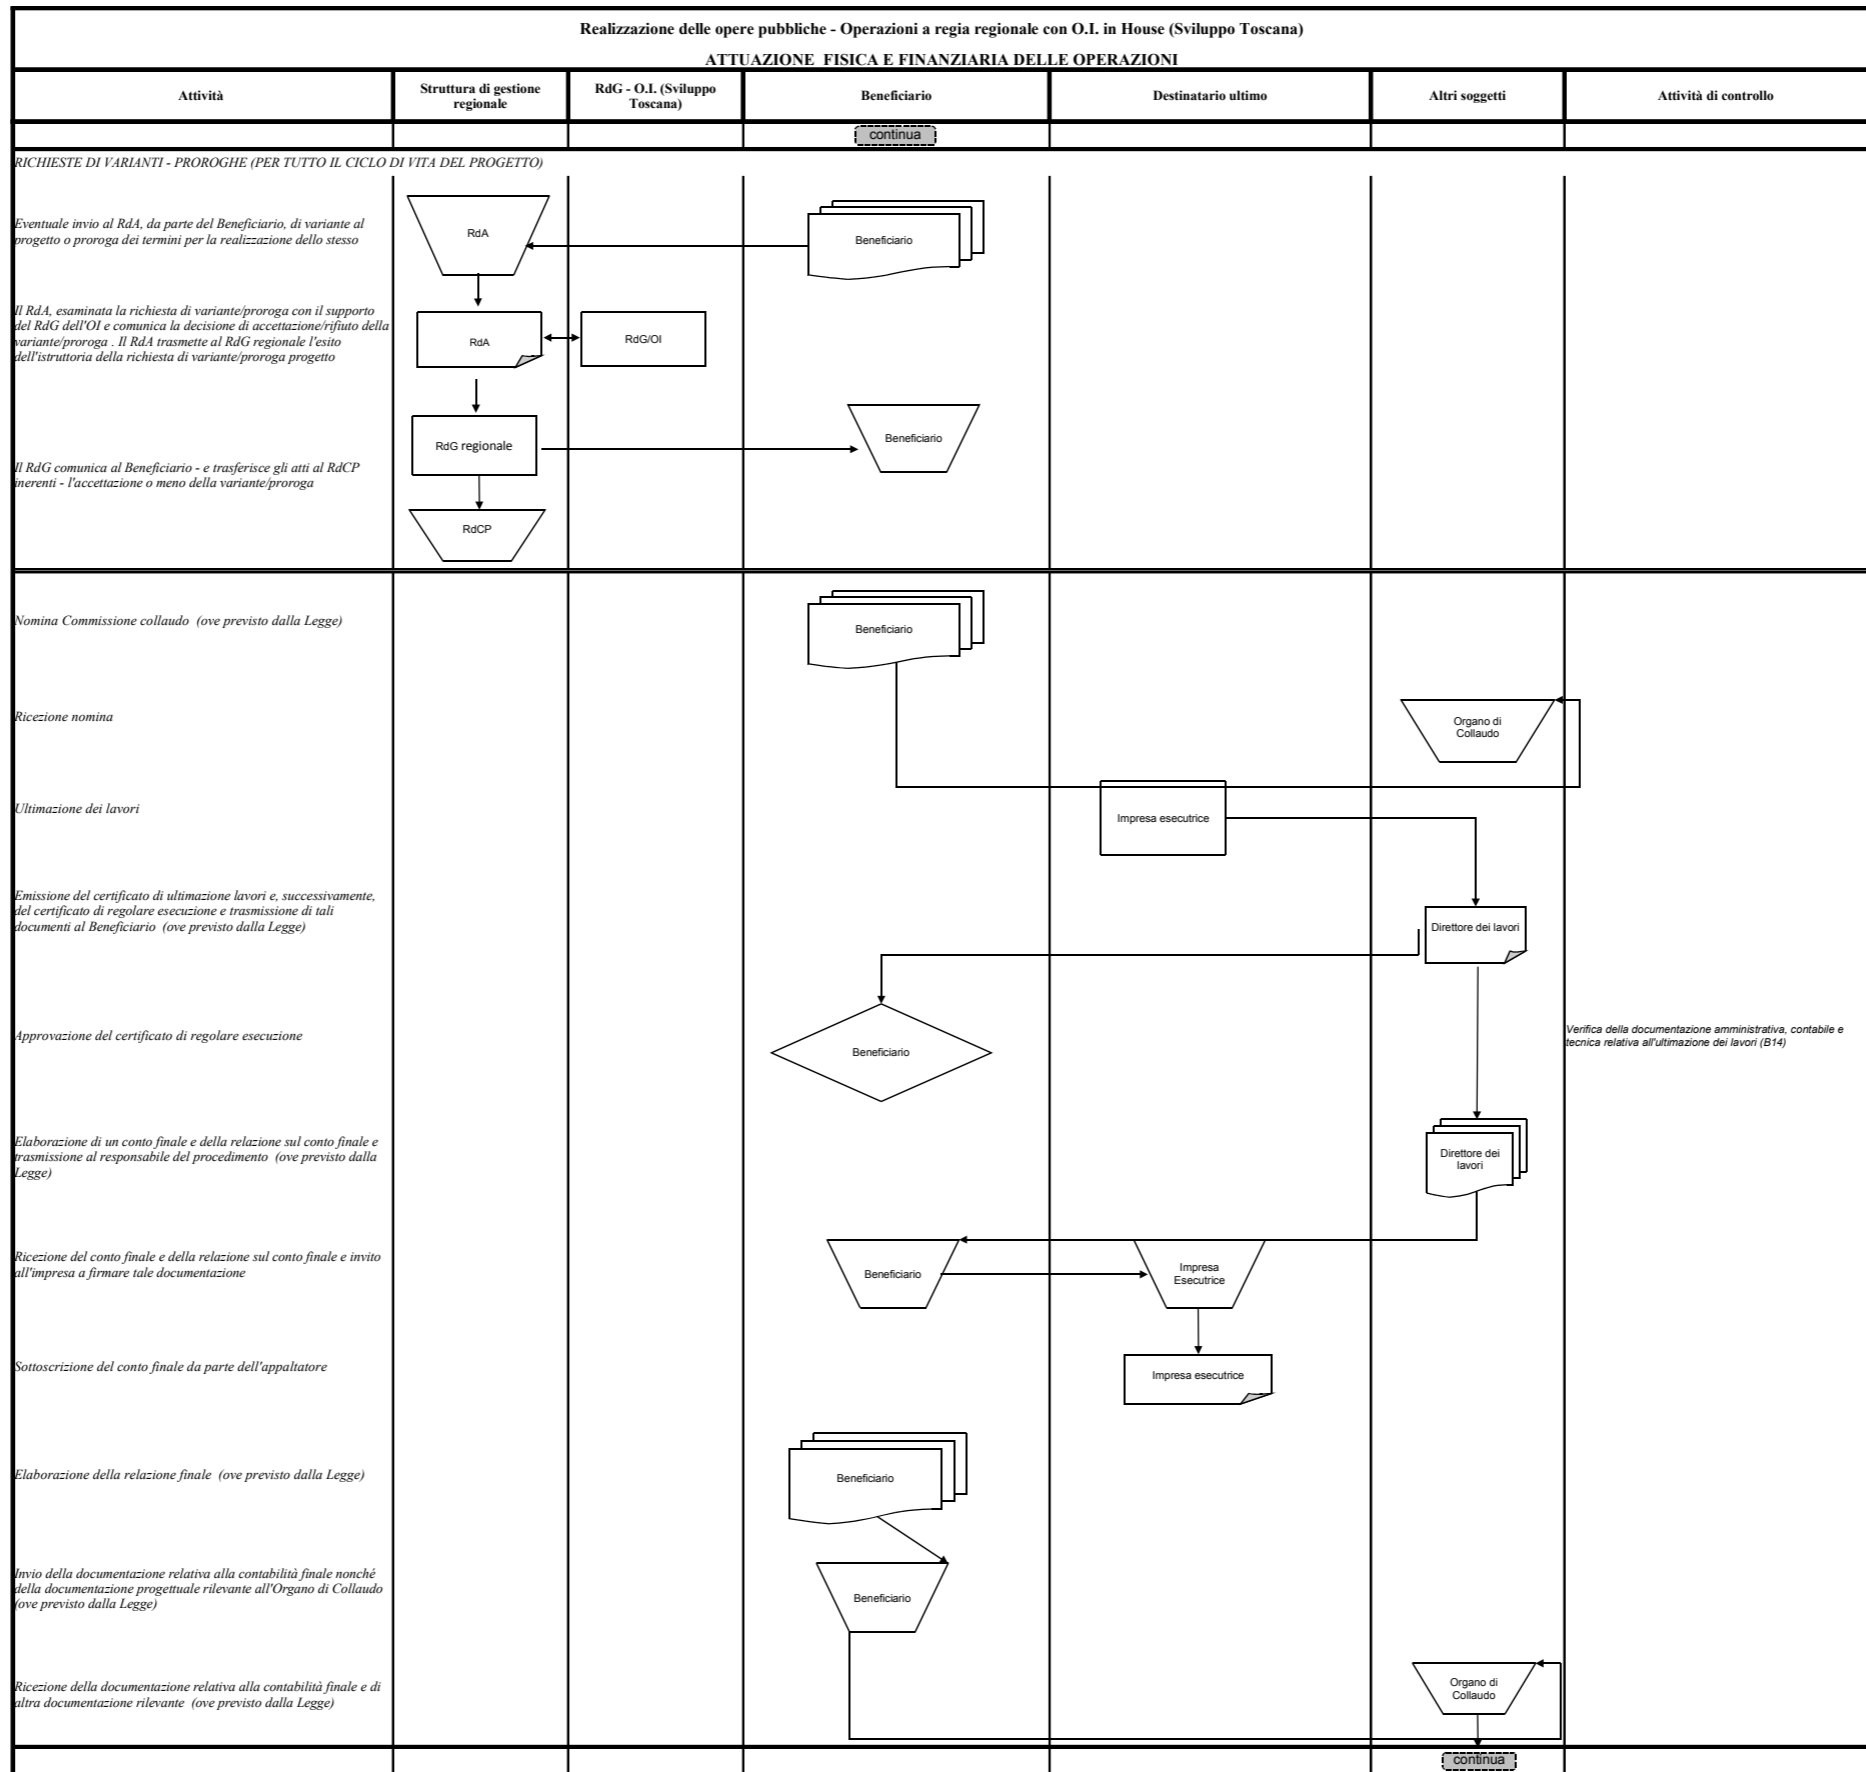 Realizzazione delle opere pubbliche - Operazioni a regia regionale con O.I. in House (Sviluppo Toscana)
ATTUAZIONE FISICA E FINANZIARIA DELLE OPERAZIONI
Attività
Struttura di gestione
regionale
RdG - O.I. (Sviluppo
Toscana)
Beneficiario
Destinatario ultimo
Altri soggetti
Attività di controllo
continua
RICHIESTE DI VARIANTI - PROROGHE (PER TUTTO IL CICLO DI VITA DEL PROGETTO)
Eventuale invio al RdA, da parte del Beneficiario, di variante al
progetto o proroga dei termini per la realizzazione dello stesso
RdA
Beneficiario
Il RdA, esaminata la richiesta di variante/proroga con il supporto
del RdG dell'OI e comunica la decisione di accettazione/rifiuto della
variante/proroga . Il RdA trasmette al RdG regionale l'esito
dell'istruttoria della richiesta di variante/proroga progetto
RdA
RdG/OI
RdG regionale
Beneficiario
Il RdG comunica al Beneficiario - e trasferisce gli atti al RdCP
inerenti - l'accettazione o meno della variante/proroga
RdCP
Nomina Commissione collaudo (ove previsto dalla Legge)
Beneficiario
Ricezione nomina
Organo di
Collaudo
Ultimazione dei lavori
Impresa esecutrice
Emissione del certificato di ultimazione lavori e, successivamente,
del certificato di regolare esecuzione e trasmissione di tali
documenti al Beneficiario (ove previsto dalla Legge)
Direttore dei lavori
Approvazione del certificato di regolare esecuzione
Beneficiario
Verifica della documentazione amministrativa, contabile e
tecnica relativa all'ultimazione dei lavori (B14)
Elaborazione di un conto finale e della relazione sul conto finale e
trasmissione al responsabile del procedimento (ove previsto dalla
Legge)
Direttore dei
lavori
Ricezione del conto finale e della relazione sul conto finale e invito
all'impresa a firmare tale documentazione
Beneficiario
Impresa
Esecutrice
Sottoscrizione del conto finale da parte dell'appaltatore
Impresa esecutrice
Elaborazione della relazione finale (ove previsto dalla Legge)
Beneficiario
Invio della documentazione relativa alla contabilità finale nonché
della documentazione progettuale rilevante all'Organo di Collaudo
(ove previsto dalla Legge)
Beneficiario
Ricezione della documentazione relativa alla contabilità finale e di
altra documentazione rilevante (ove previsto dalla Legge)
Organo di
Collaudo
continua